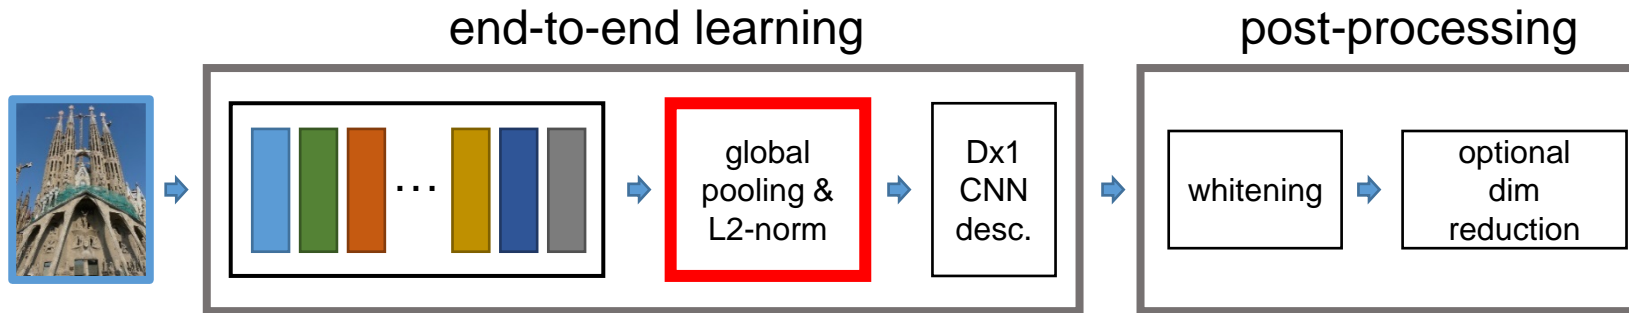 end-to-end learning
post-processing
...
global
pooling &
L2-norm
Dx1
CNN
desc.
whitening
optional
dim
reduction